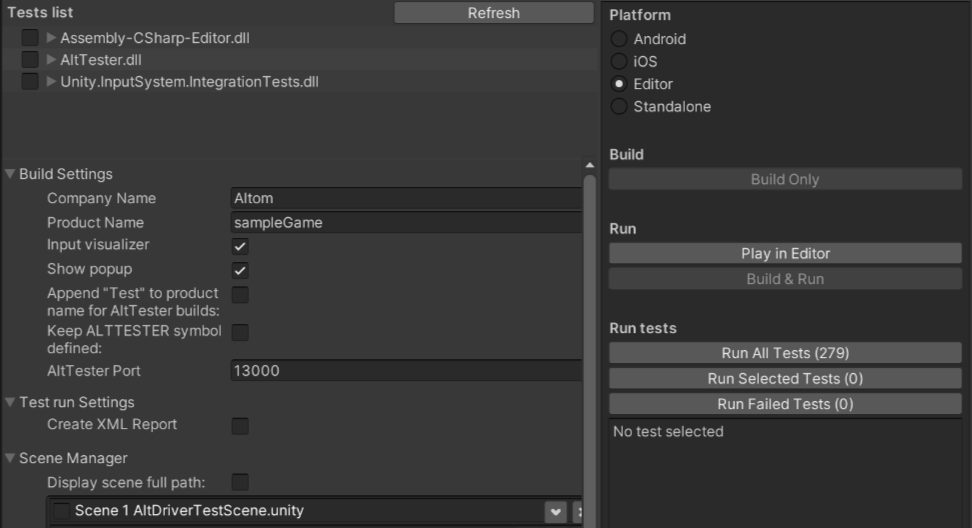 Tests list
Refresh
Assembly-CSharp-Editor.dll
AltTester.dll
Unity.InputSystem.IntegrationTests.dll
Build Settings
Company Name
Altom
Product Name
sampleGame
Input visualizer
Show popup
Append "Test" to product
name for AltTester builds:
Keep ALTTESTER symbol
defined:
AltTester Port
13000
Test run Settings
Create XML Report
Scene Manager
Display scene full path:
Scene 1 AltDriverTestScene.unity
Platform
Android
iOS
Editor
Standalone
Build
Build Only
Run
Play in Editor
Build & Run
Run tests
Run All Tests (279)
Run Selected Tests (0)
Run Failed Tests (0)
No test selected